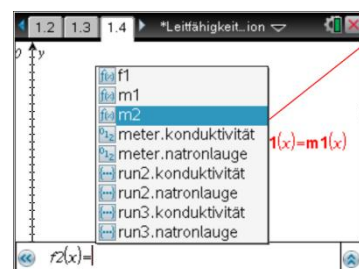 1.2 1.3 1.4 *Leitfähigkeit…ion
y
f1
m1
m2
meter.konduktivität
meter.natronlauge
run2.konduktivität
run2.natronlauge
run3.konduktivität
run3.natronlauge
1(x)=m1(x)
f2(x)=